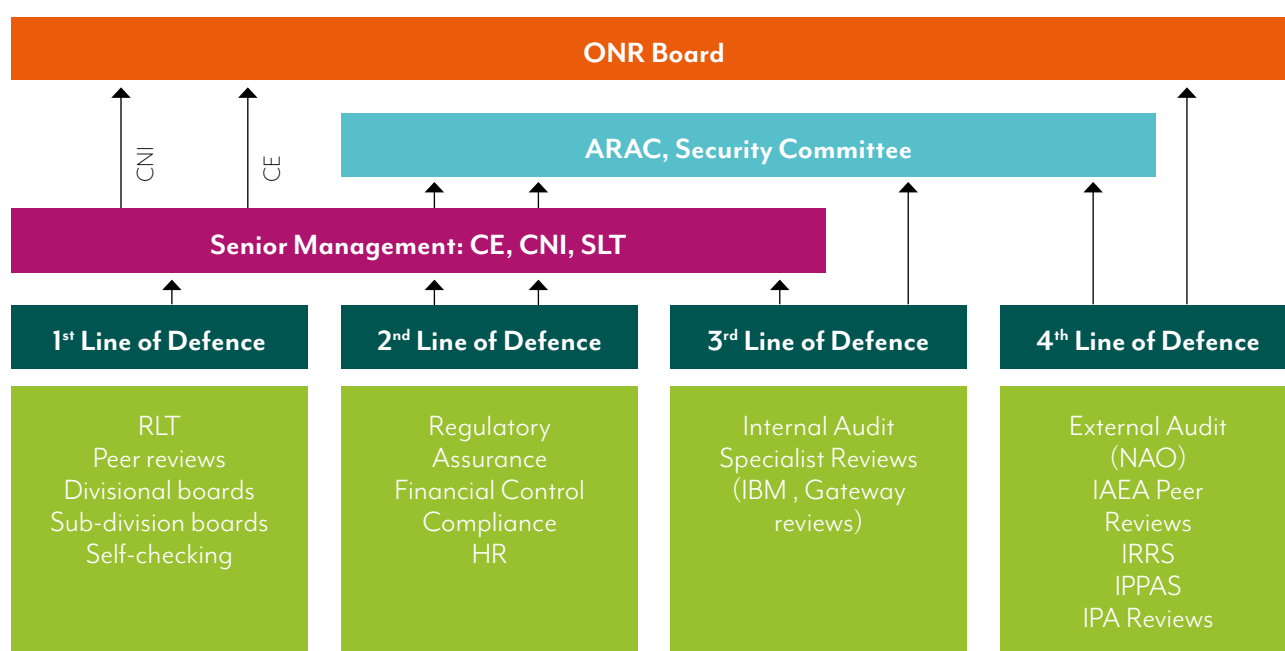 ONR Board
CNI
CE
ARAC, Security Committee
Senior Management: CE, CNI, SLT
1st Line of Defence
2nd Line of Defence
3rd Line of Defence
4th Line of Defence
RLT
Peer reviews
Divisional boards
Sub-division boards
Self-checking
Regulatory
Assurance
Financial Control
Compliance
HR
Internal Audit
Specialist Reviews
(IBM , Gateway
reviews)
External Audit
(NAO)
IAEA Peer
Reviews
IRRS
IPPAS
IPA Reviews